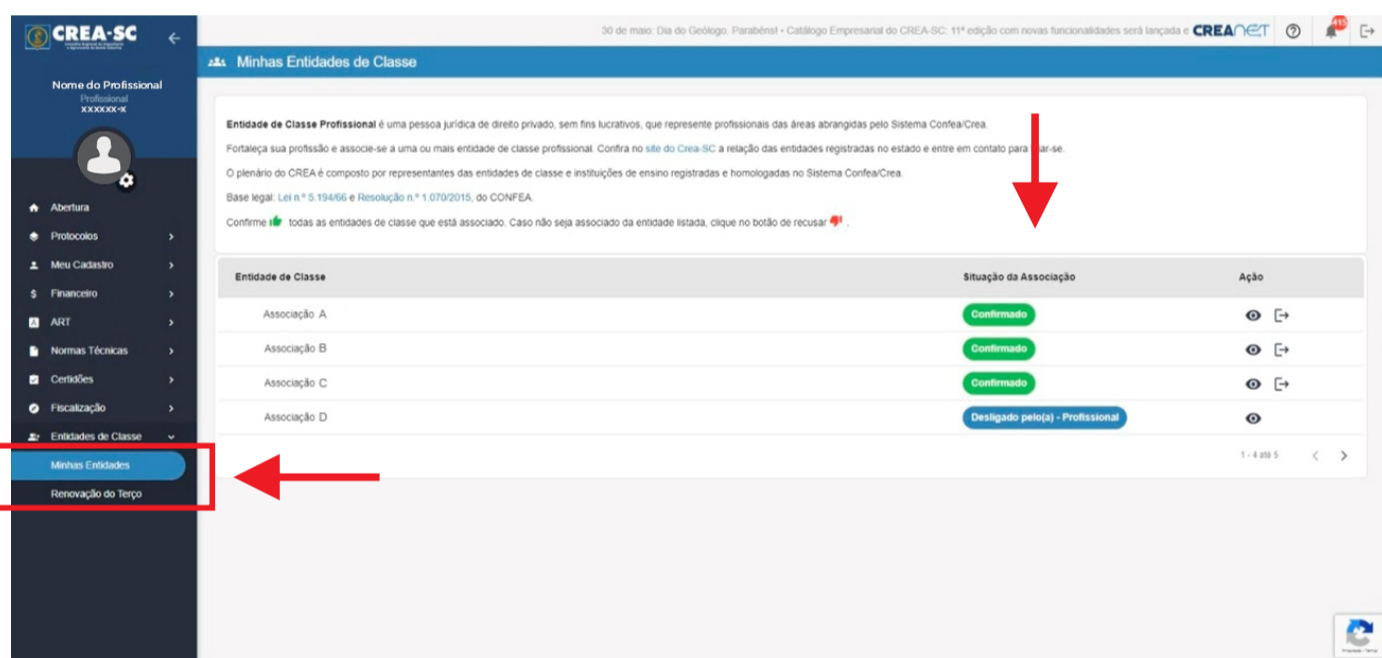 CREA-SC
30 de maio: Dia do Geólogo. Parabéns! • Catálogo Empresarial do CREA-SC: 11ª edição com novas funcionalidades será lançada e
CREANET
415
Minhas Entidades de Classe
Nome do Profissional
Profissional
xxxxxx-x
Abertura
Protocolos
Meu Cadastro
Financeiro
ART
Normas Técnicas
Certidões
Fiscalização
Entidades de Classe
Minhas Entidades
Renovação do Terço
Entidade de Classe Profissional é uma pessoa jurídica de direito privado, sem fins lucrativos, que represente profissionais das áreas abrangidas pelo Sistema Confea/Crea.
Fortaleça sua profissão e associe-se a uma ou mais entidade de classe profissional. Confira no site do Crea-SC a relação das entidades registradas no estado e entre em contato para
O plenário do CREA é composto por representantes das entidades de classe e instituições de ensino registradas e homologadas no Sistema Confea/Crea.
Base legal: Lei n.º 5.194/66 e Resolução n.º 1.070/2015, do CONFEA.
Confirme todas as entidades de classe que está associado. Caso não seja associado da entidade listada, clique no botão de recusar .
Entidade de Classe Situação da Associação Ação
Associação A Confirmado
Associação B Confirmado
Associação C Confirmado
Associação D Desligado pelo(a) - Profissional
1 - 4 até 5